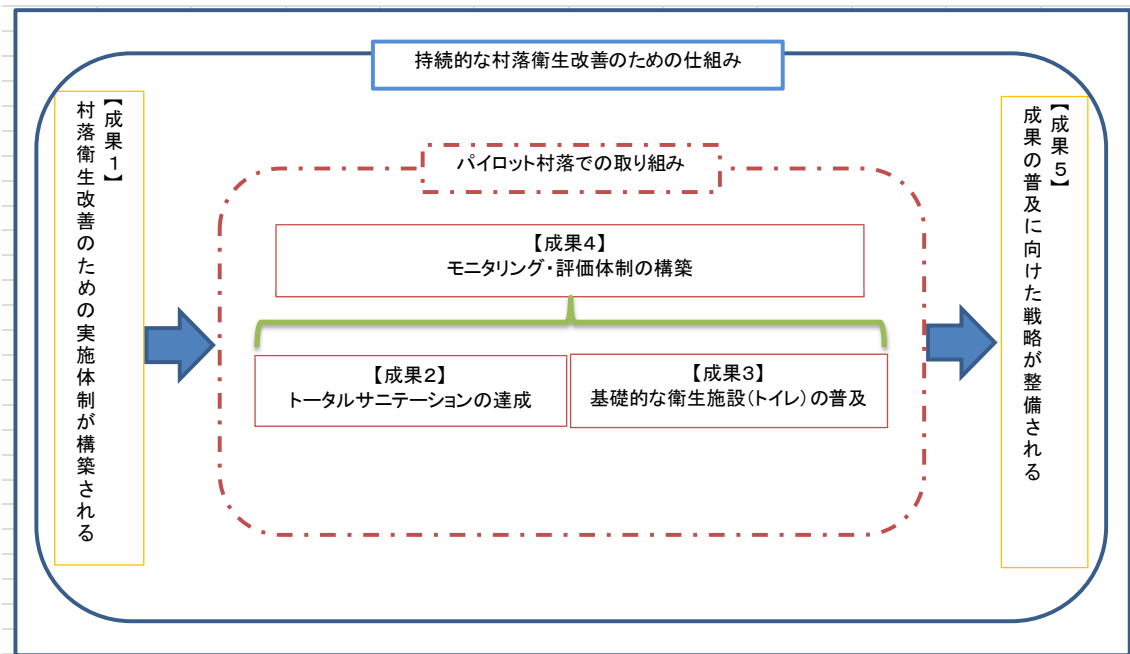 持続的な村落衛生改善のための仕組み
【成果1】
村落衛生改善のための実施体制が構築される
パイロット村落での取り組み
【成果4】
モニタリング・評価体制の構築
【成果2】
トータルサニテーションの達成
【成果3】
基礎的な衛生施設(トイレ)の普及
【成果5】
成果の普及に向けた戦略が整備される